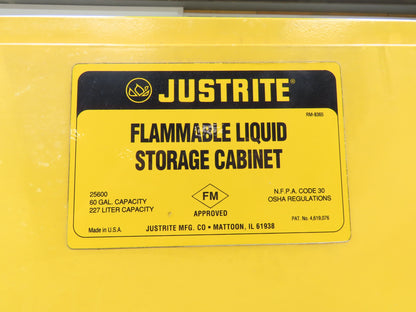 JUSTRITE®
RM-8365
FLAMMABLE LIQUID
STORAGE CABINET
25600
60 GAL. CAPACITY
227 LITER CAPACITY
FM
APPROVED
N.F.P.A. CODE 30
OSHA REGULATIONS
PAT. No. 4,619,076
Made in U.S.A.
JUSTRITE MFG. CO • MATTOON, IL 61938